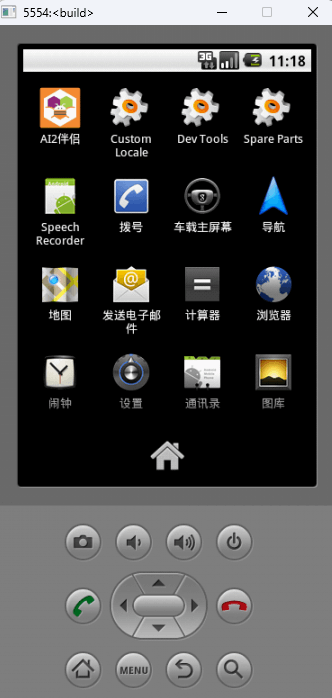 5554:<build>
3G 11:18
AI2伴侣
Custom
Locale
Dev Tools
Spare Parts
Speech
Recorder
拨号
车载主屏幕
导航
地图
发送电子邮
件
计算器
浏览器
闹钟
设置
通讯录
图库
MENU